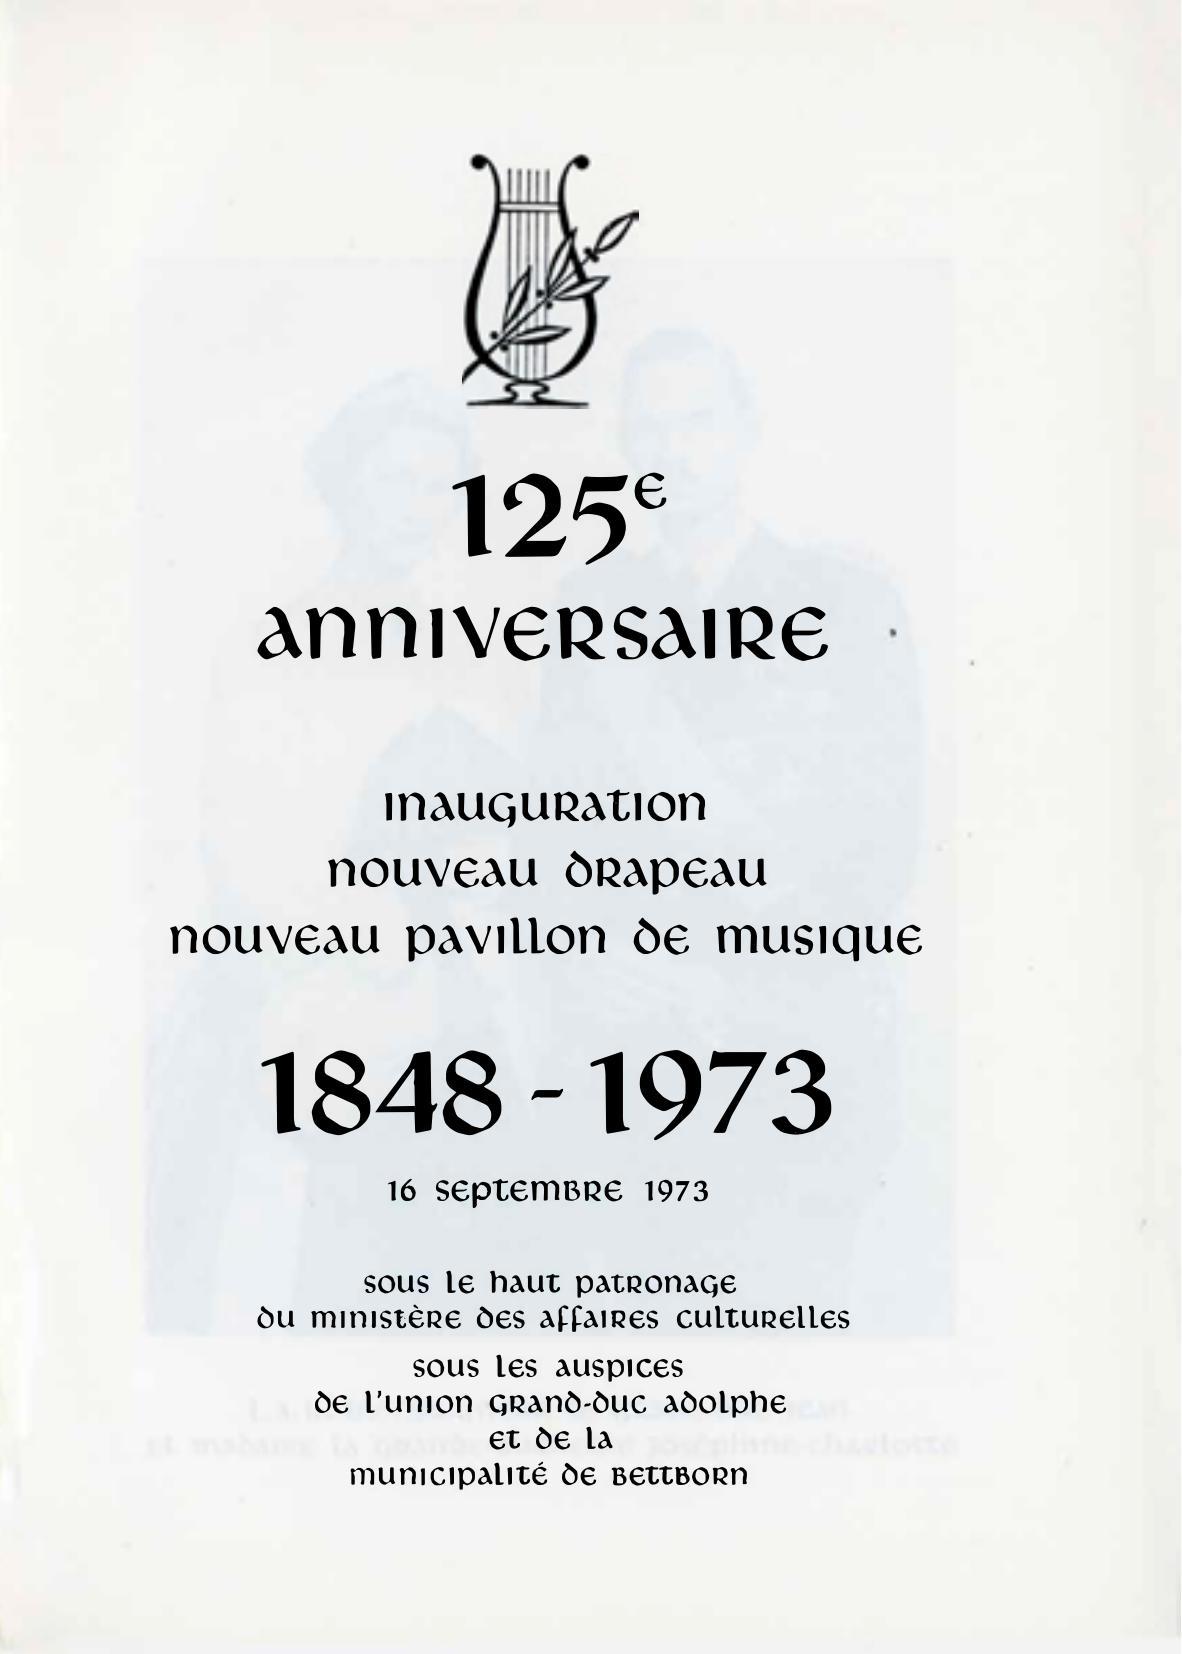 125e
anniversaire
inauguration
nouveau drapeau
nouveau pavillon de musique
1848 - 1973
16 septembre 1973
sous le haut patronage
du ministère des affaires culturelles
sous les auspices
de l'union grand-duc adolphe
et de la
municipalité de bettborn